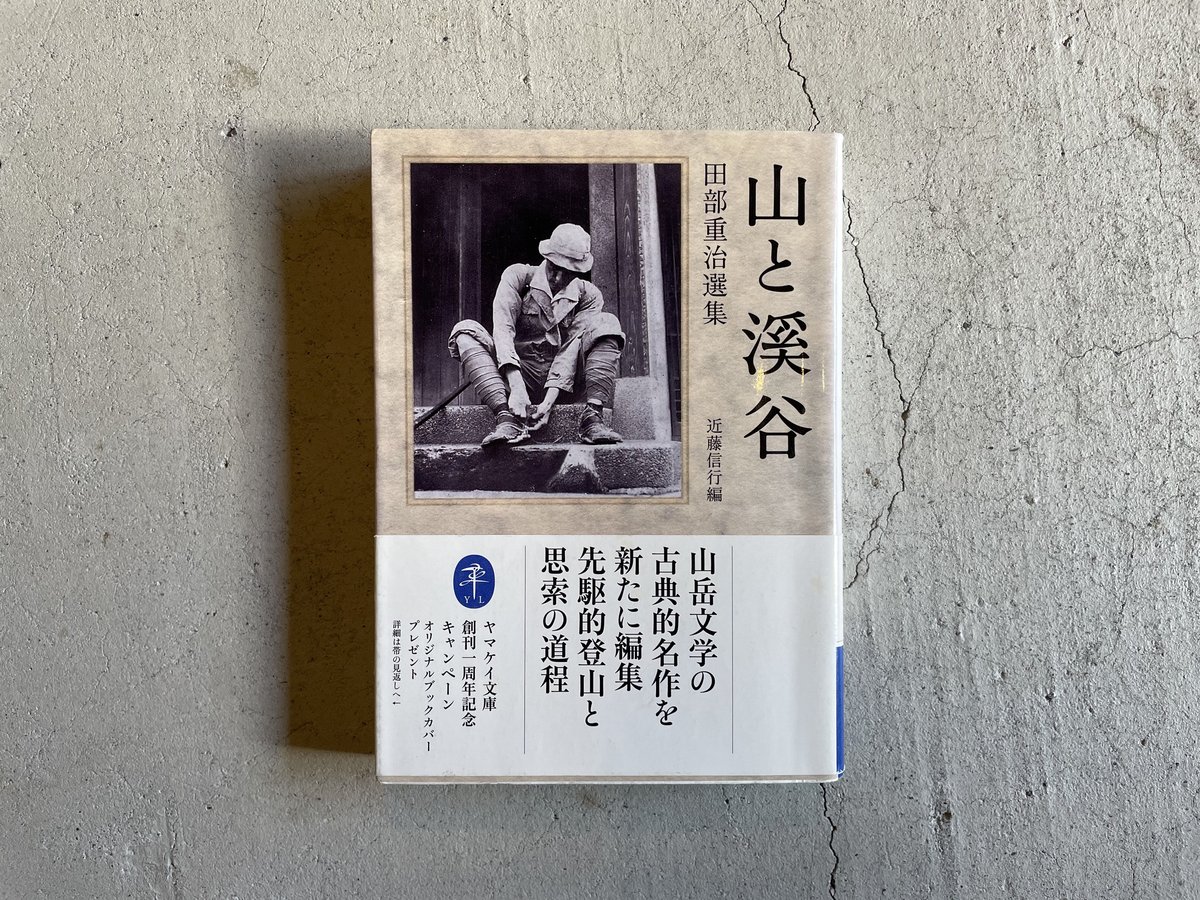 山と溪谷
田部重治選集
近藤信行編
山岳文学の
古典的名作を
新たに編集
先駆的登山と
思索の道程
YL
ヤマケイ文庫
創刊一周年記念
キャンペーン
オリジナルブックカバー
プレゼント
詳細は帯の見返しへ←